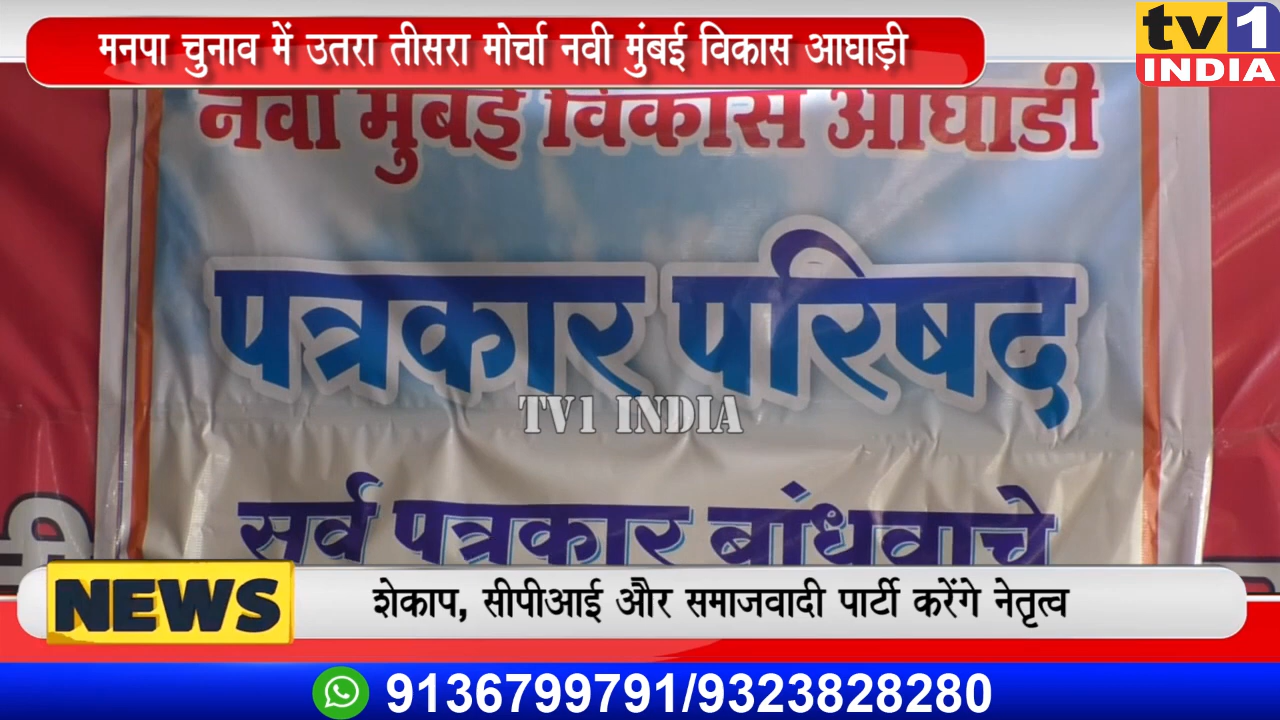 मनपा चुनाव में उतरा तीसरा मोर्चा नवी मुंबई विकास आघाड़ी
tv1
INDIA
नवी मुंबई विकास आघाडी
पत्रकार परिषद
TV1 INDIA
सर्व पत्रकार बांधवाचे
NEWS
शेकाप, सीपीआई और समाजवादी पार्टी करेंगे नेतृत्व
9136799791/9323828280